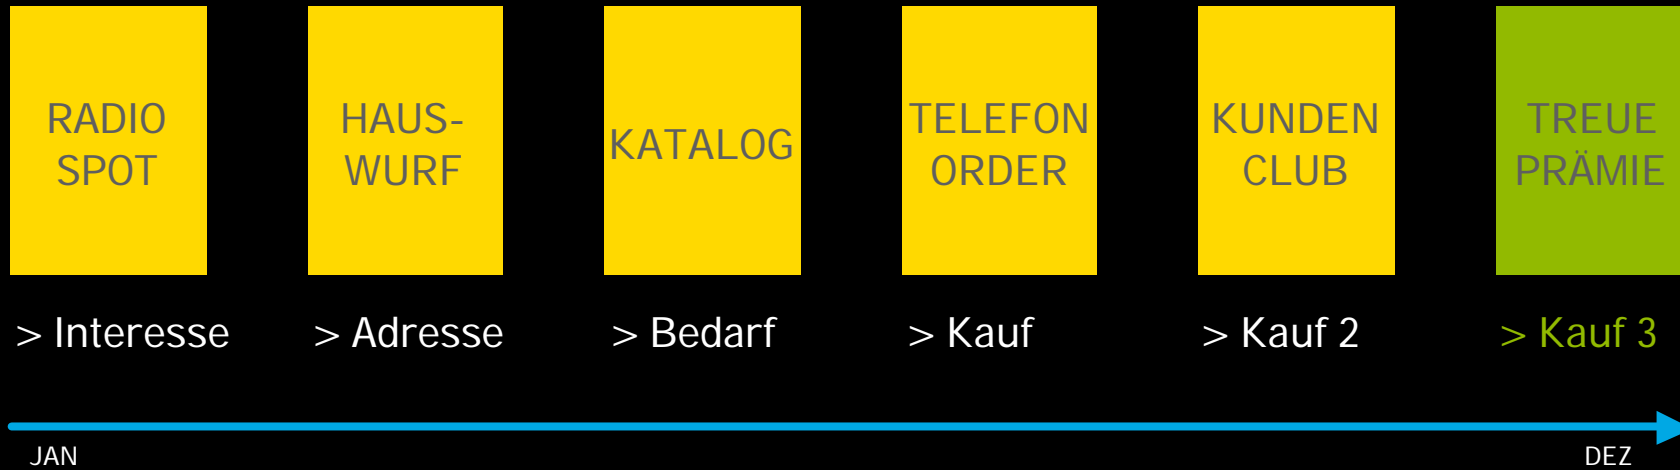 RADIO
SPOT
HAUS-
WURF
KATALOG
TELEFON
ORDER
KUNDEN
CLUB
TREUE
PRÄMIE
> Interesse
> Adresse
> Bedarf
> Kauf
> Kauf 2
> Kauf 3
JAN
DEZ